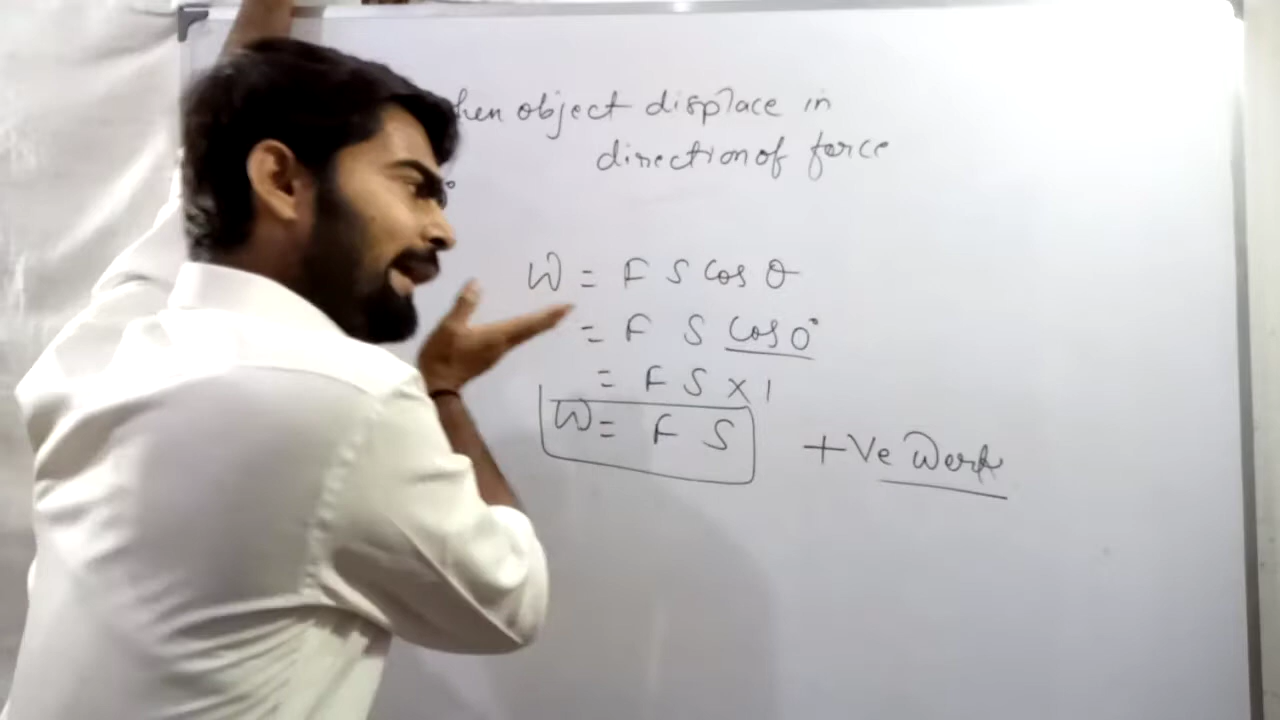 hen object displace in
direction of force
W = F S Cos θ
= F S Cos 0°
= F S × 1
W = F S
+Ve Work